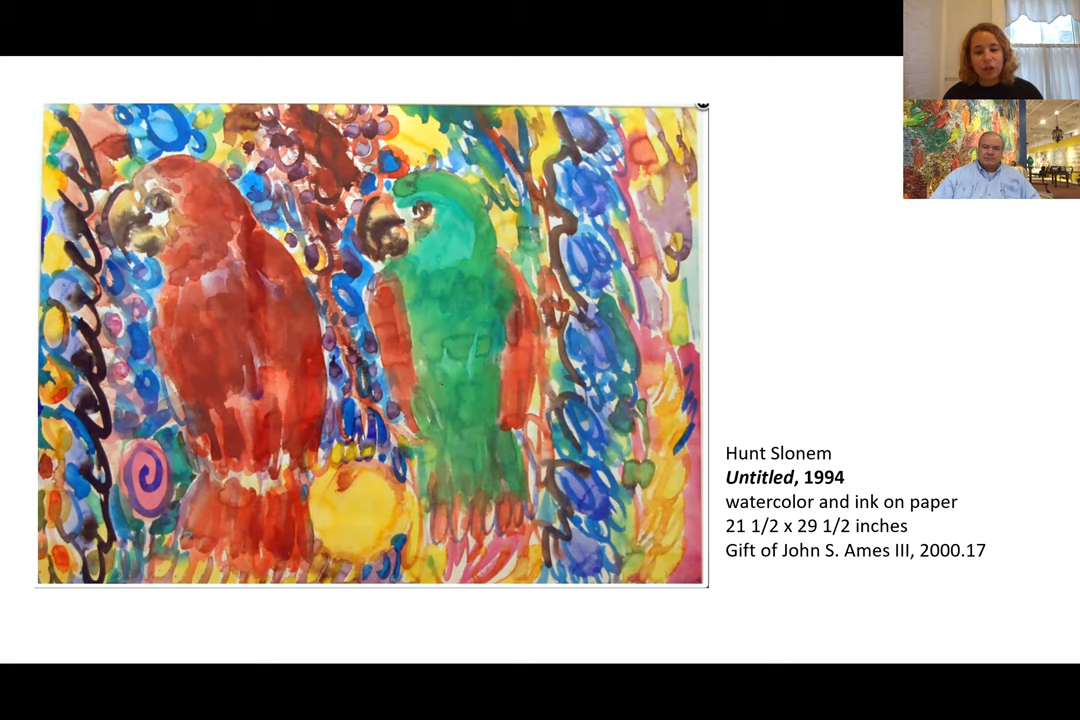 Hunt Slonem
Untitled, 1994
watercolor and ink on paper
21 1/2 x 29 1/2 inches
Gift of John S. Ames III, 2000.17